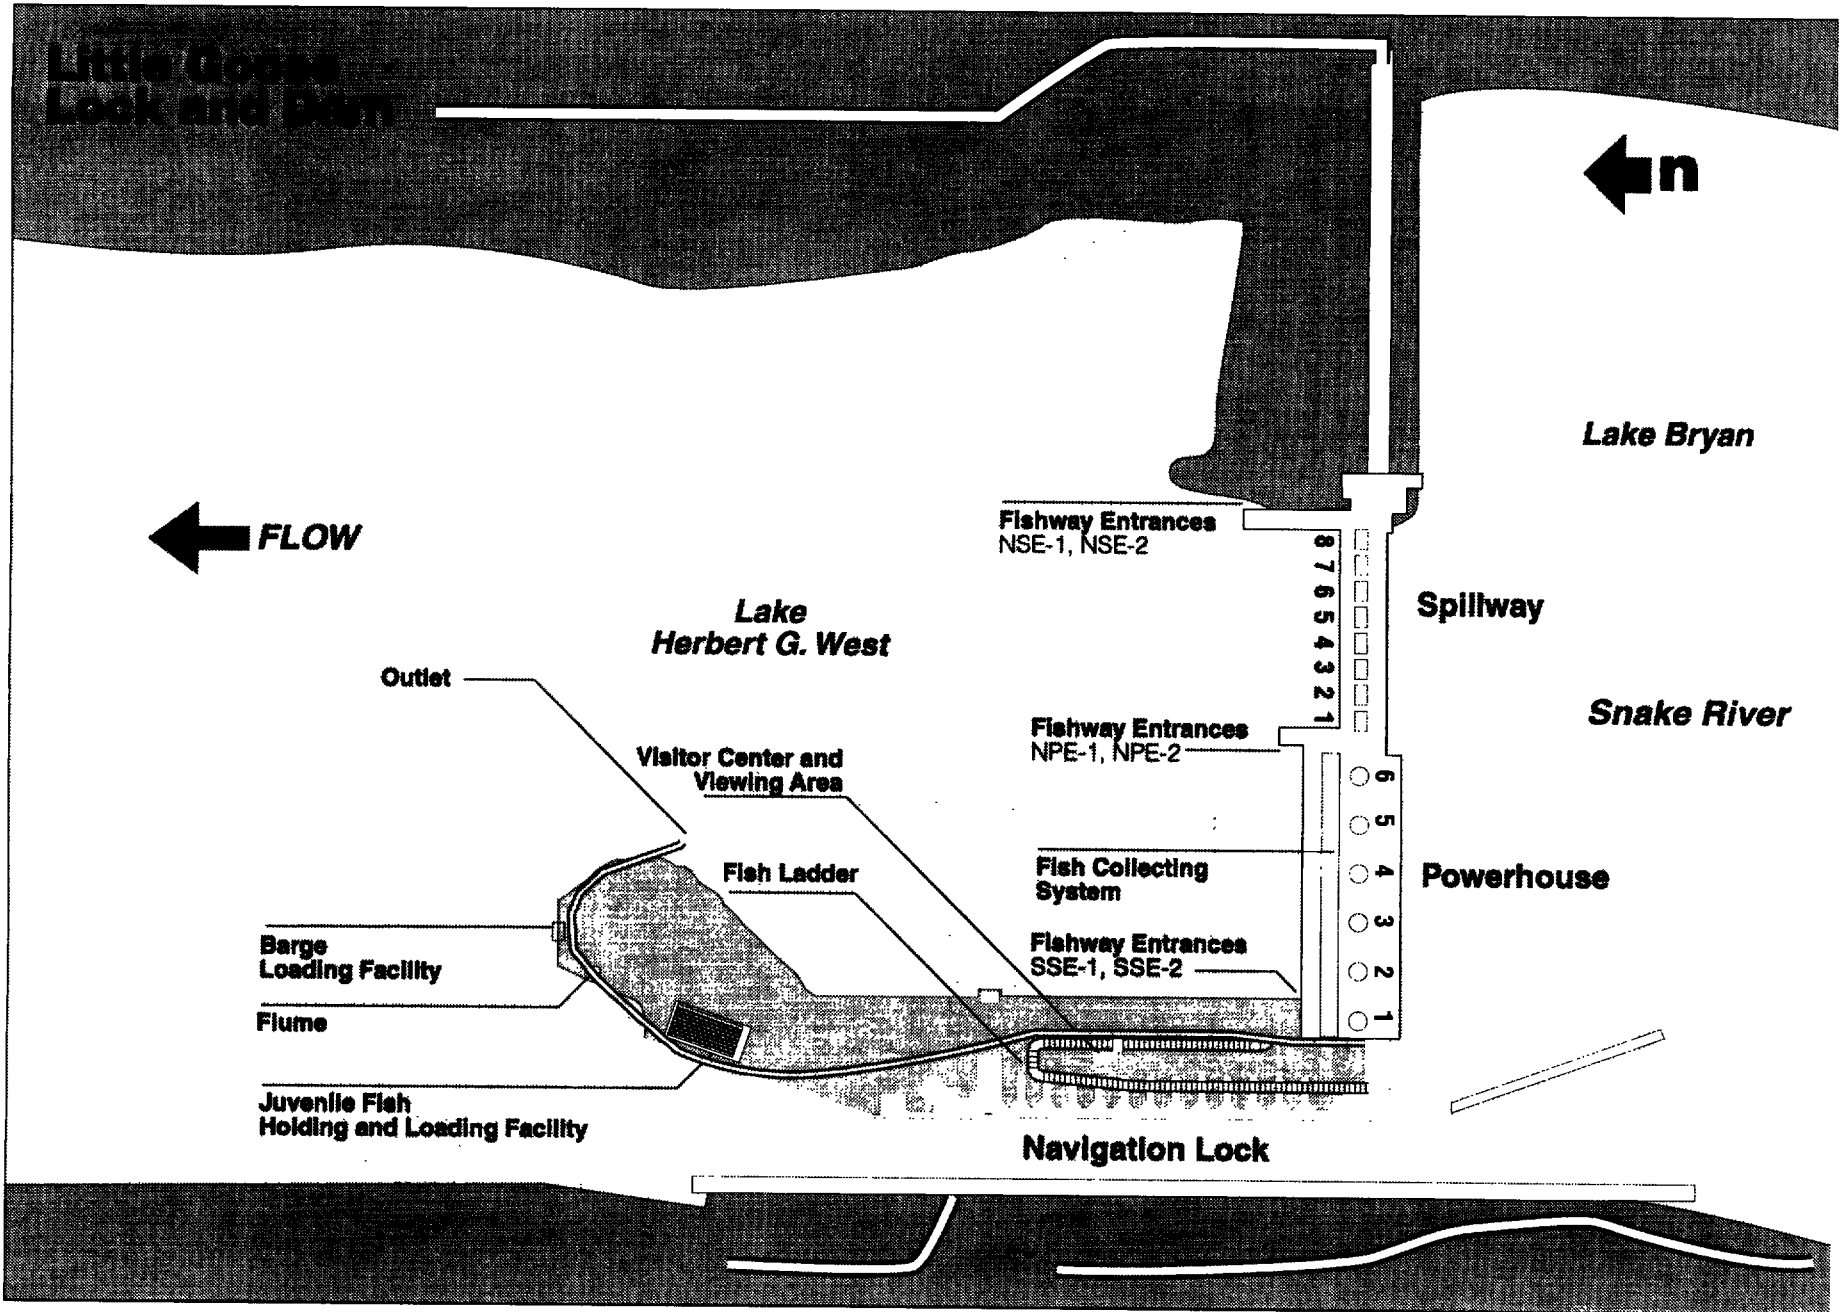 Little Goose
Lock and Dam
n
Lake Bryan
Fishway Entrances
NSE-1, NSE-2
FLOW
8
7
6
5
4
3
2
1
Spillway
Lake
Herbert G. West
Outlet
Snake River
Fishway Entrances
NPE-1, NPE-2
Visitor Center and
Viewing Area
6
5
4
3
2
1
Fish Ladder
Fish Collecting
System
Powerhouse
Barge
Loading Facility
Fishway Entrances
SSE-1, SSE-2
Flume
Juvenile Fish
Holding and Loading Facility
Navigation Lock